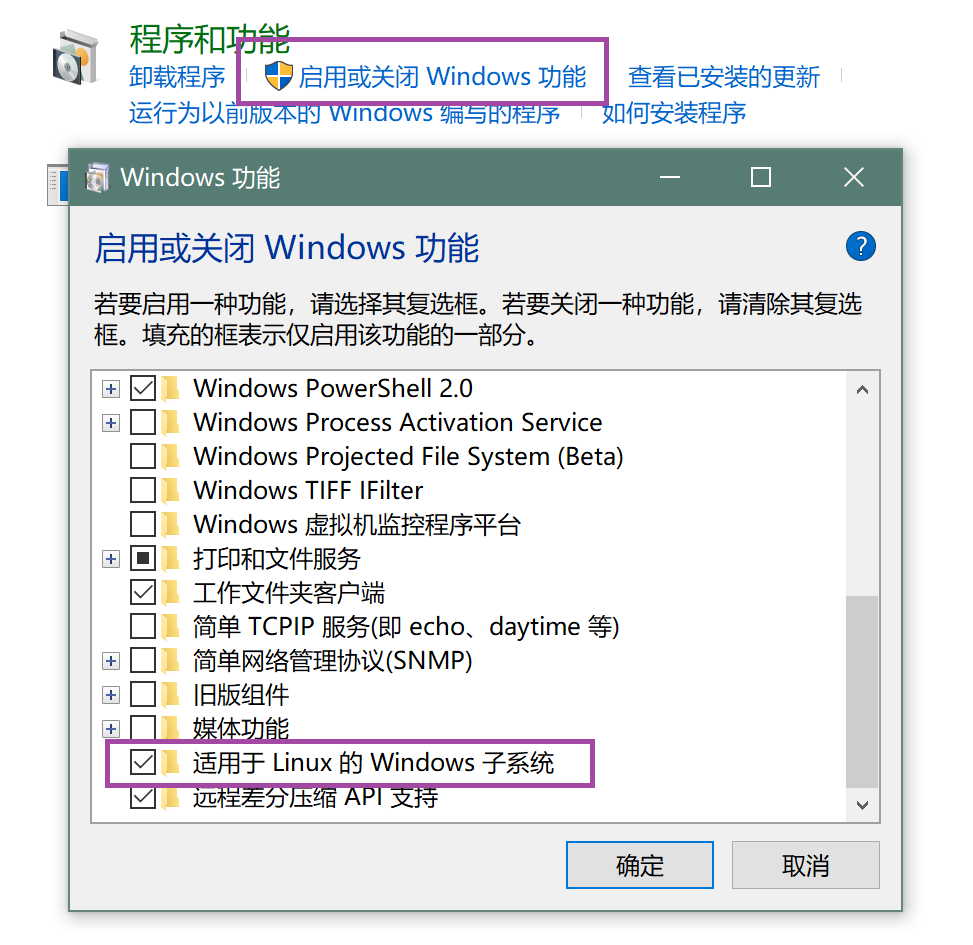 程序和功能
卸载程序 启用或关闭 Windows 功能 查看已安装的更新
运行为以前版本的 Windows 编写的程序 如何安装程序
Windows 功能
启用或关闭 Windows 功能
?
若要启用一种功能，请选择其复选框。若要关闭一种功能，请清除其复选
框。填充的框表示仅启用该功能的一部分。
Windows PowerShell 2.0
Windows Process Activation Service
Windows Projected File System (Beta)
Windows TIFF IFilter
Windows 虚拟机监控程序平台
打印和文件服务
工作文件夹客户端
简单 TCPIP 服务(即 echo、daytime 等)
简单网络管理协议(SNMP)
旧版组件
媒体功能
适用于 Linux 的 Windows 子系统
远程差分压缩 API 支持
确定 取消